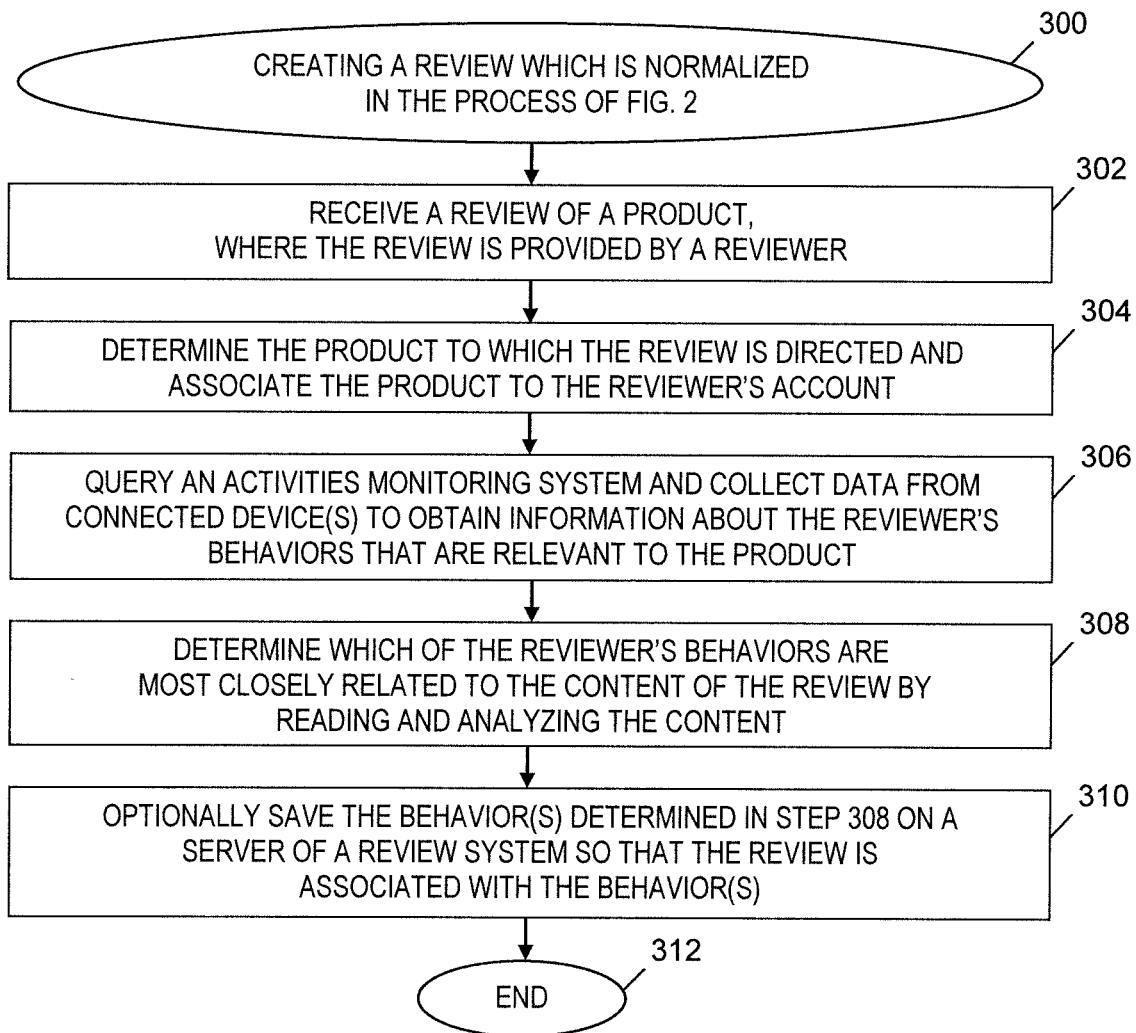 300
CREATING A REVIEW WHICH IS NORMALIZED
IN THE PROCESS OF FIG. 2
302
RECEIVE A REVIEW OF A PRODUCT,
WHERE THE REVIEW IS PROVIDED BY A REVIEWER
304
DETERMINE THE PRODUCT TO WHICH THE REVIEW IS DIRECTED AND
ASSOCIATE THE PRODUCT TO THE REVIEWER'S ACCOUNT
306
QUERY AN ACTIVITIES MONITORING SYSTEM AND COLLECT DATA FROM
CONNECTED DEVICE(S) TO OBTAIN INFORMATION ABOUT THE REVIEWER'S
BEHAVIORS THAT ARE RELEVANT TO THE PRODUCT
308
DETERMINE WHICH OF THE REVIEWER'S BEHAVIORS ARE
MOST CLOSELY RELATED TO THE CONTENT OF THE REVIEW BY
READING AND ANALYZING THE CONTENT
310
OPTIONALLY SAVE THE BEHAVIOR(S) DETERMINED IN STEP 308 ON A
SERVER OF A REVIEW SYSTEM SO THAT THE REVIEW IS
ASSOCIATED WITH THE BEHAVIOR(S)
312
END